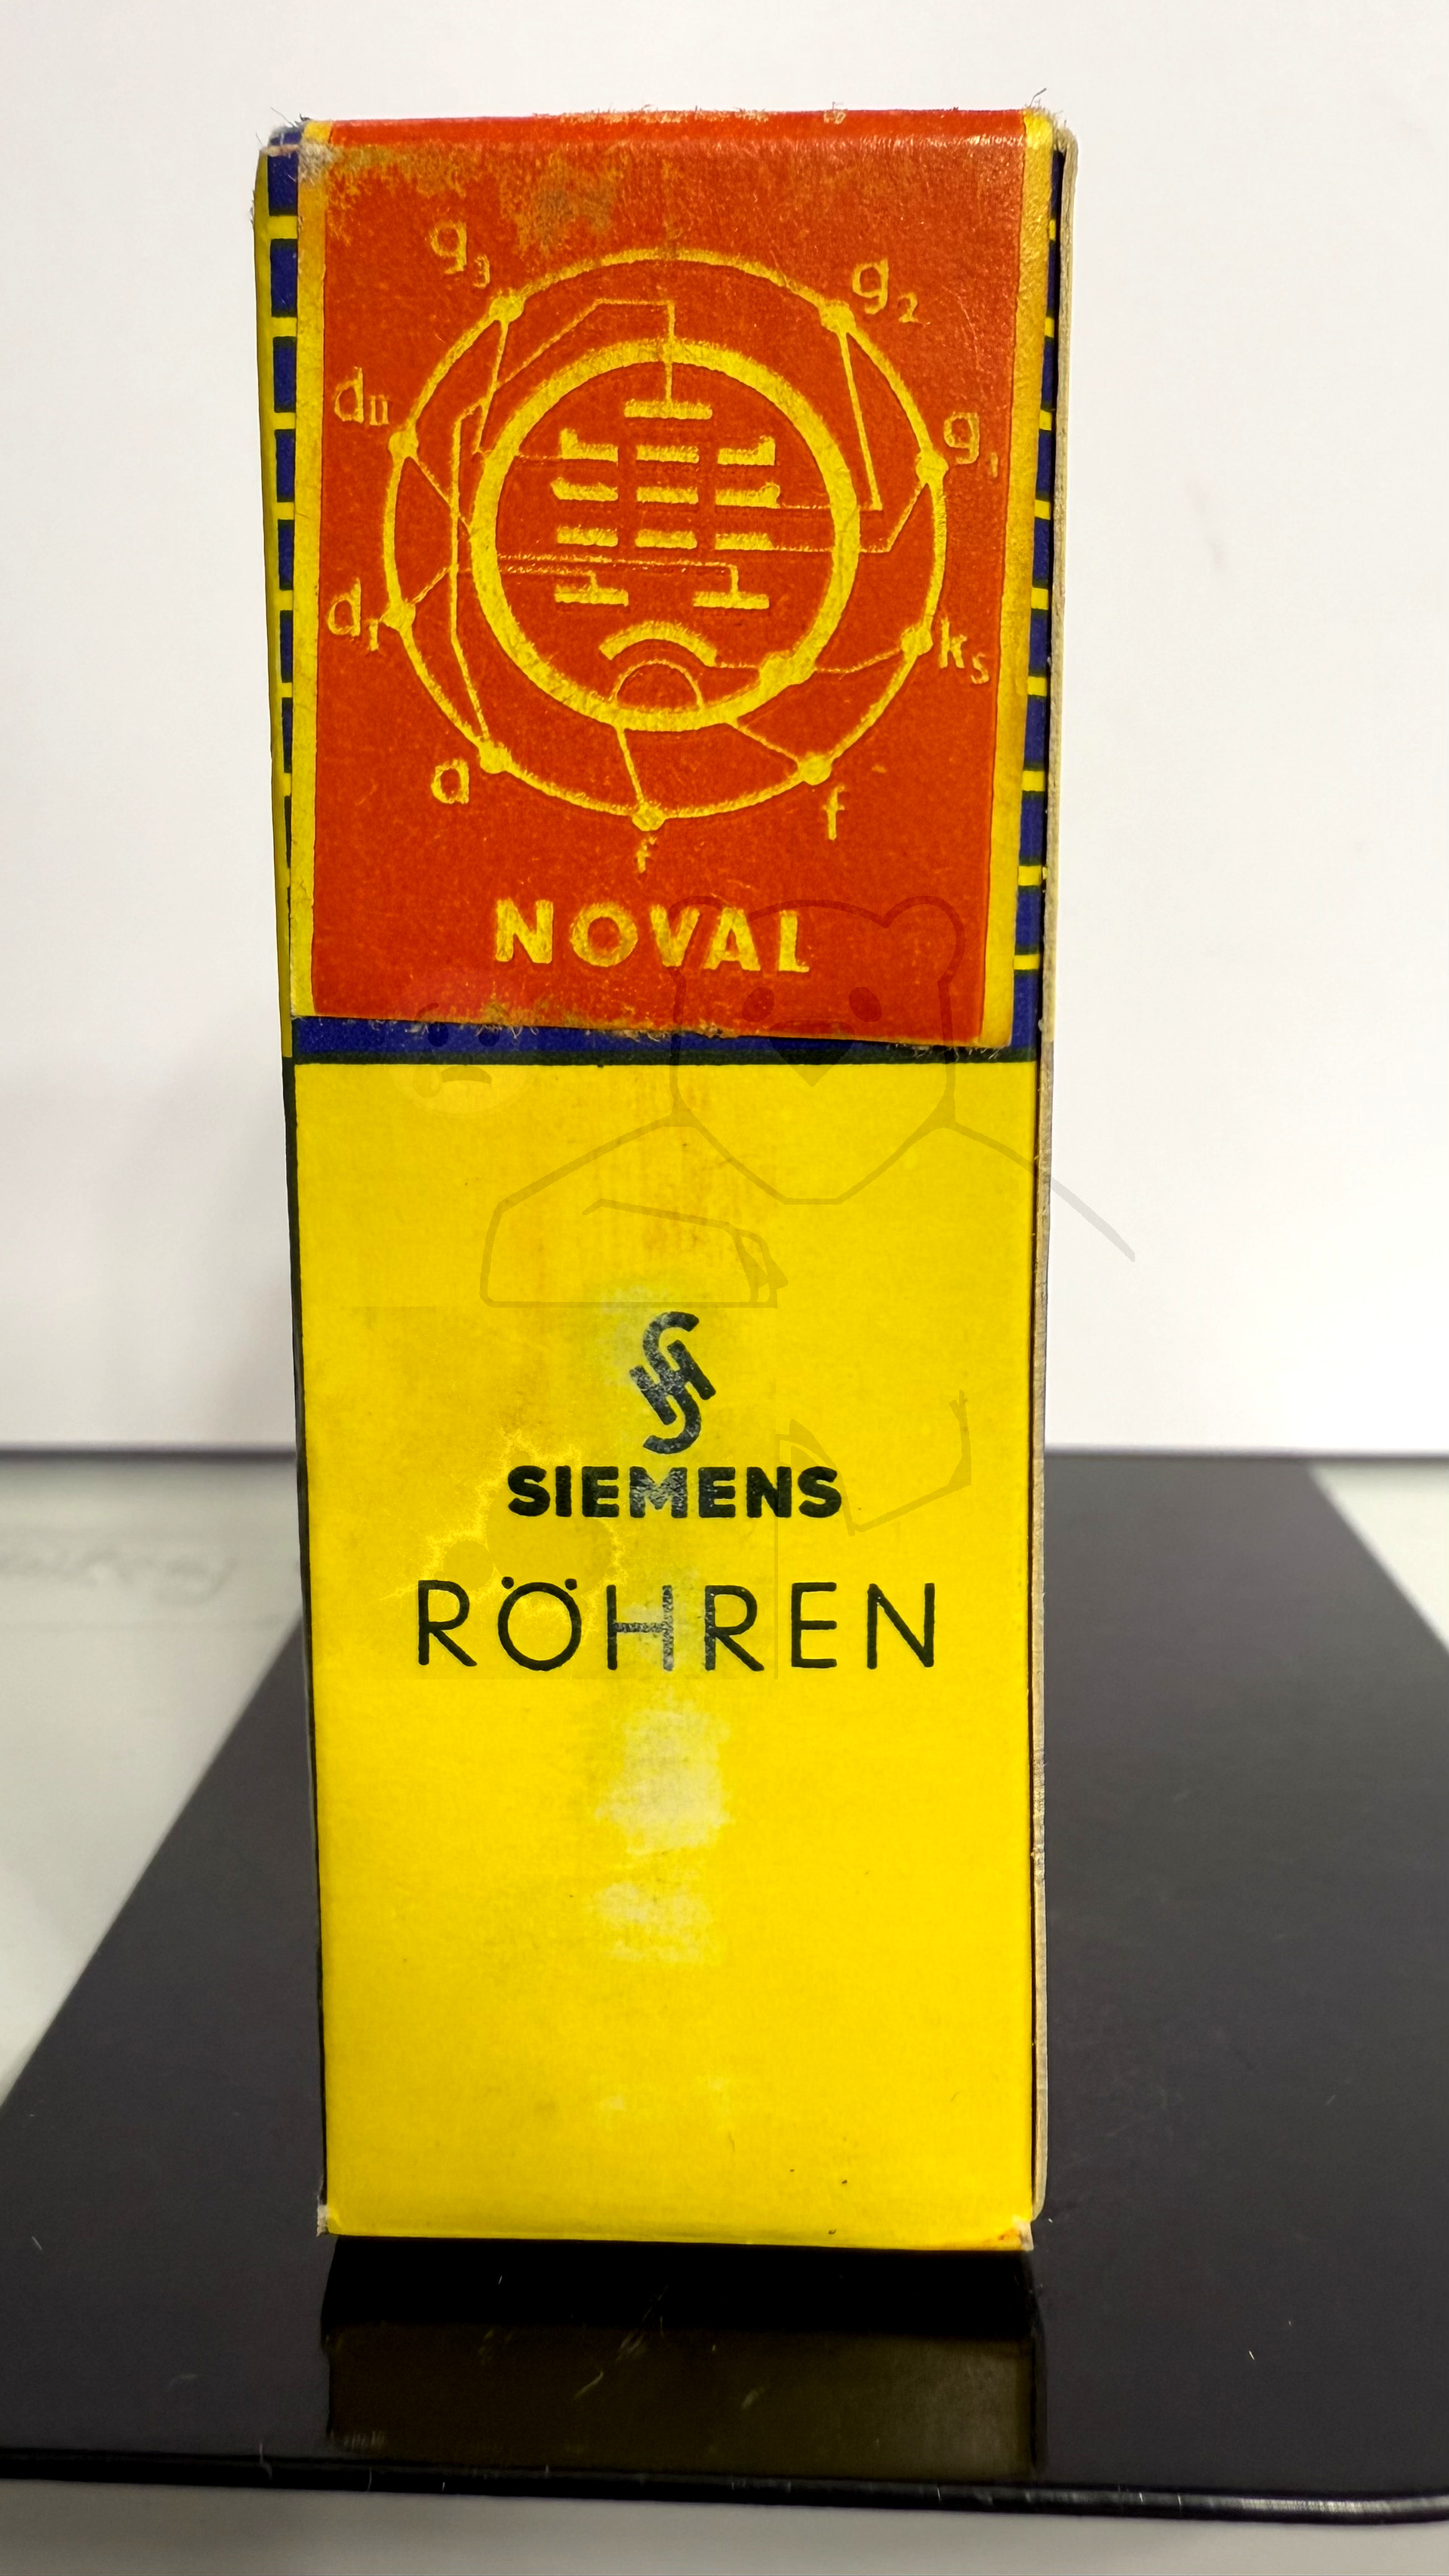 g3
g2
dII
g1
dI
ks
a
f
f
NOVAL
SIEMENS
RÖHREN